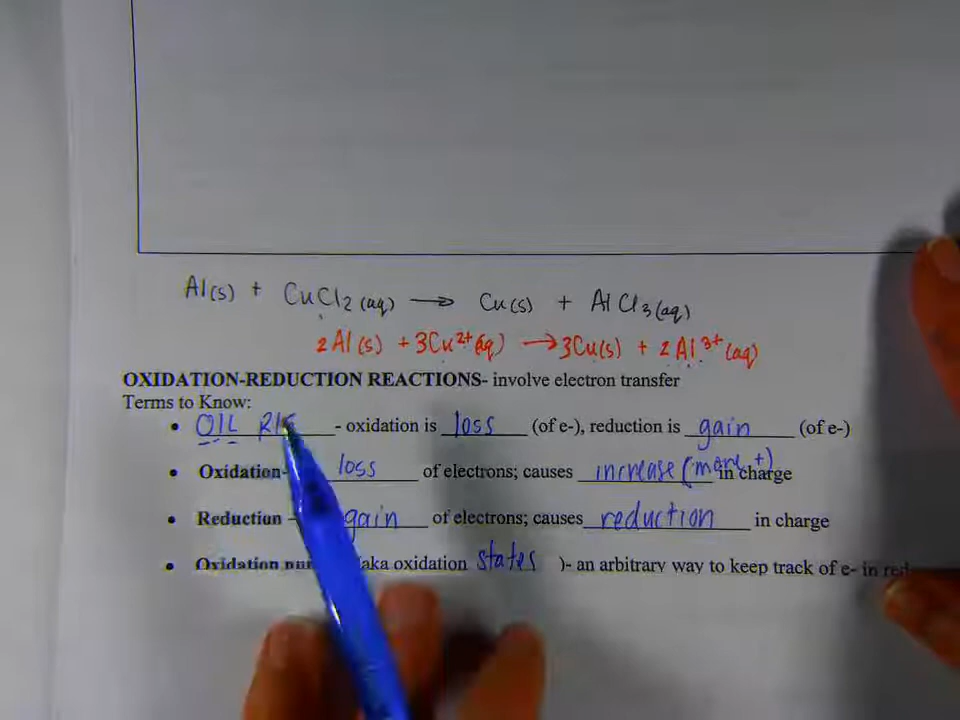 Al(s) + CuCl2(aq) → Cu(s) + AlCl3(aq)
2Al(s) + 3Cu2+(aq) → 3Cu(s) + 2Al3+(aq)
OXIDATION-REDUCTION REACTIONS- involve electron transfer
Terms to Know:
• OIL RIG - oxidation is loss (of e-), reduction is gain (of e-)
• Oxidation- loss of electrons; causes increase (more +) in charge
• Reduction – gain of electrons; causes reduction in charge
• Oxidation (aka oxidation states )- an arbitrary way to keep track of e- in